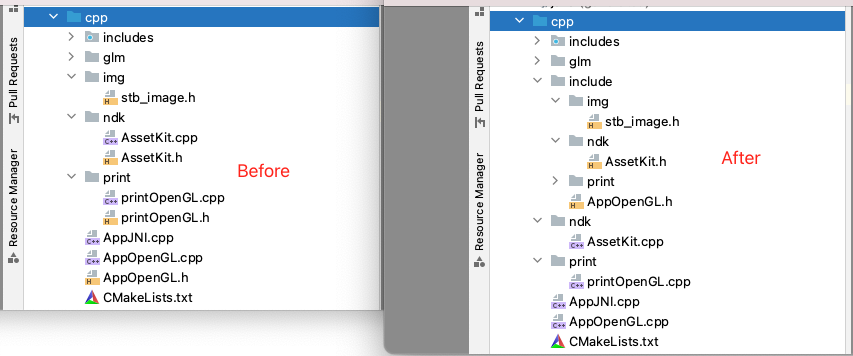 Pull Requests
Resource Manager
cpp
includes
glm
img
stb_image.h
ndk
AssetKit.cpp
AssetKit.h
print
printOpenGL.cpp
printOpenGL.h
AppJNI.cpp
AppOpenGL.cpp
AppOpenGL.h
CMakeLists.txt
Before
Pull Requests
Resource Manager
cpp
includes
glm
include
img
stb_image.h
ndk
AssetKit.h
print
AppOpenGL.h
ndk
AssetKit.cpp
print
printOpenGL.cpp
AppJNI.cpp
AppOpenGL.cpp
CMakeLists.txt
After